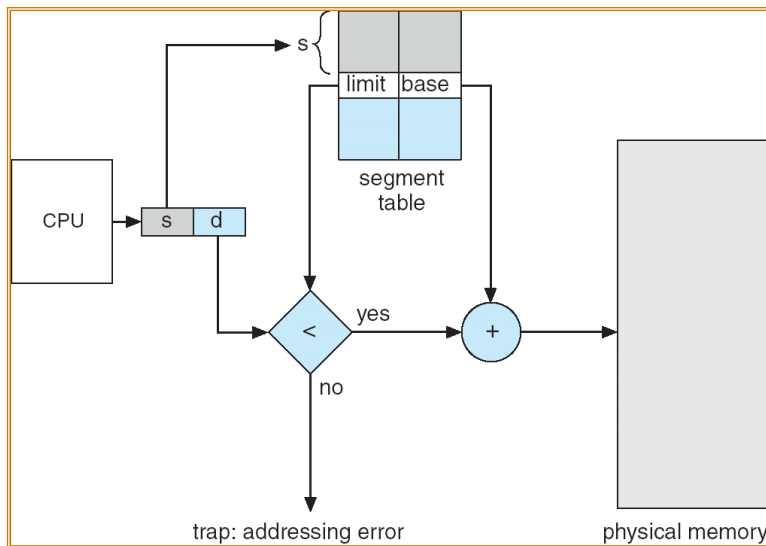 s
limit base
segment
table
CPU
s d
<
yes
+
no
trap: addressing error
physical memory